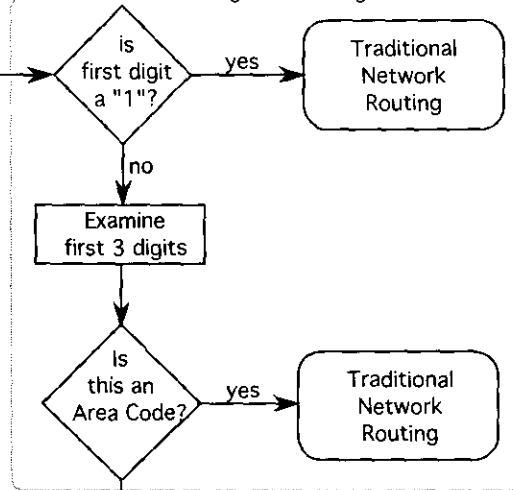 is
first digit
a "1"?
yes
Traditional
Network
Routing
no
Examine
first 3 digits
Is
this an
Area Code?
yes
Traditional
Network
Routing